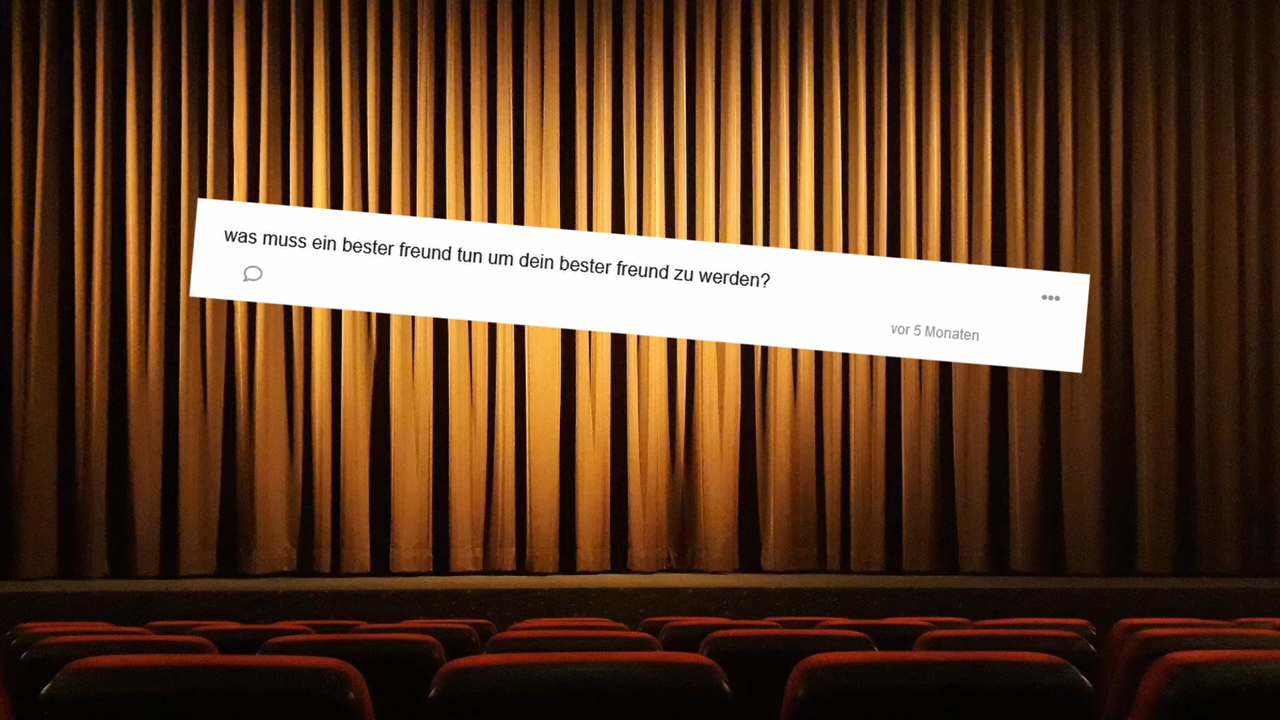 was muss ein bester freund tun um dein bester freund zu werden?
vor 5 Monaten